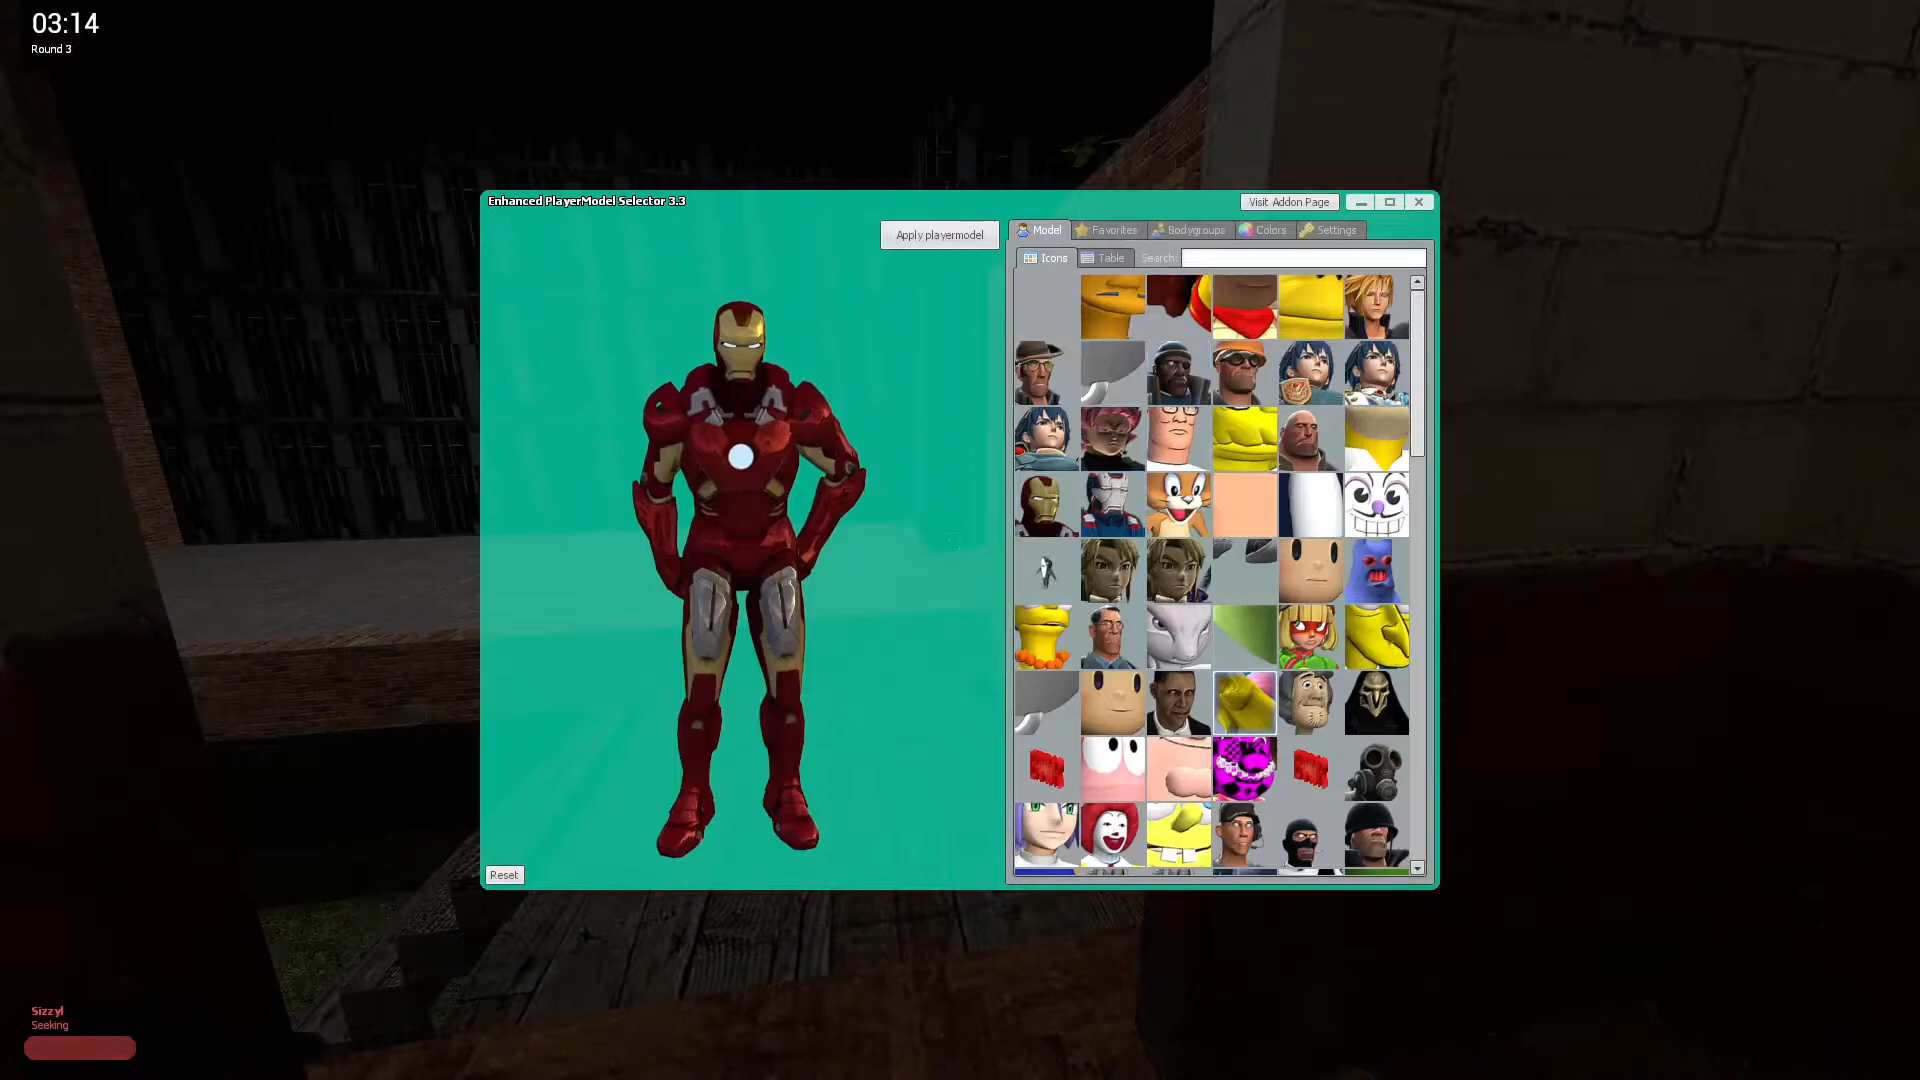 03:14
Round 3
Enhanced PlayerModel Selector 3.3
Visit Addon Page
Apply playermodel
Model
Favorites
Bodygroups
Colors
Settings
Icons
Table
Search:
Reset
Sizzyl
Seeking